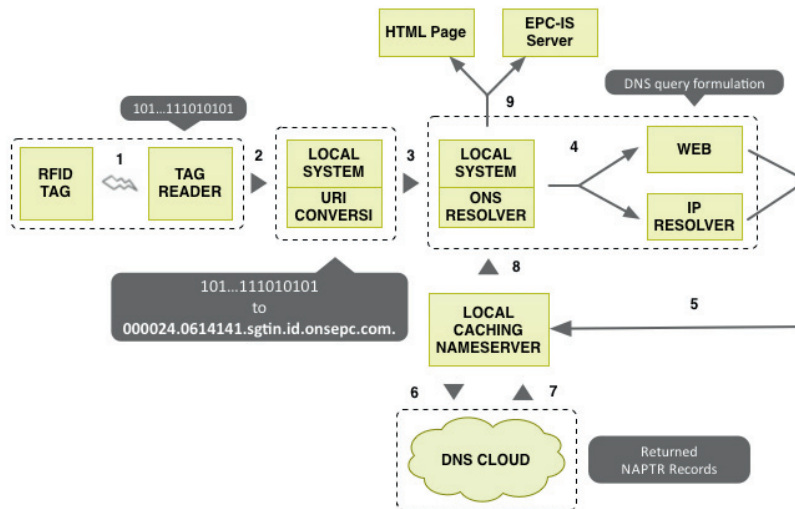 HTML Page
EPC-IS
Server
DNS query formulation
101...111010101
9
1
2
3
4
RFID
TAG
TAG
READER
LOCAL
SYSTEM
URI
CONVERSI
LOCAL
SYSTEM
ONS
RESOLVER
WEB
IP
RESOLVER
101...111010101
to
000024.0614141.sgtin.id.onsepc.com.
8
LOCAL
CACHING
NAMESERVER
5
6
7
DNS CLOUD
Returned
NAPTR Records